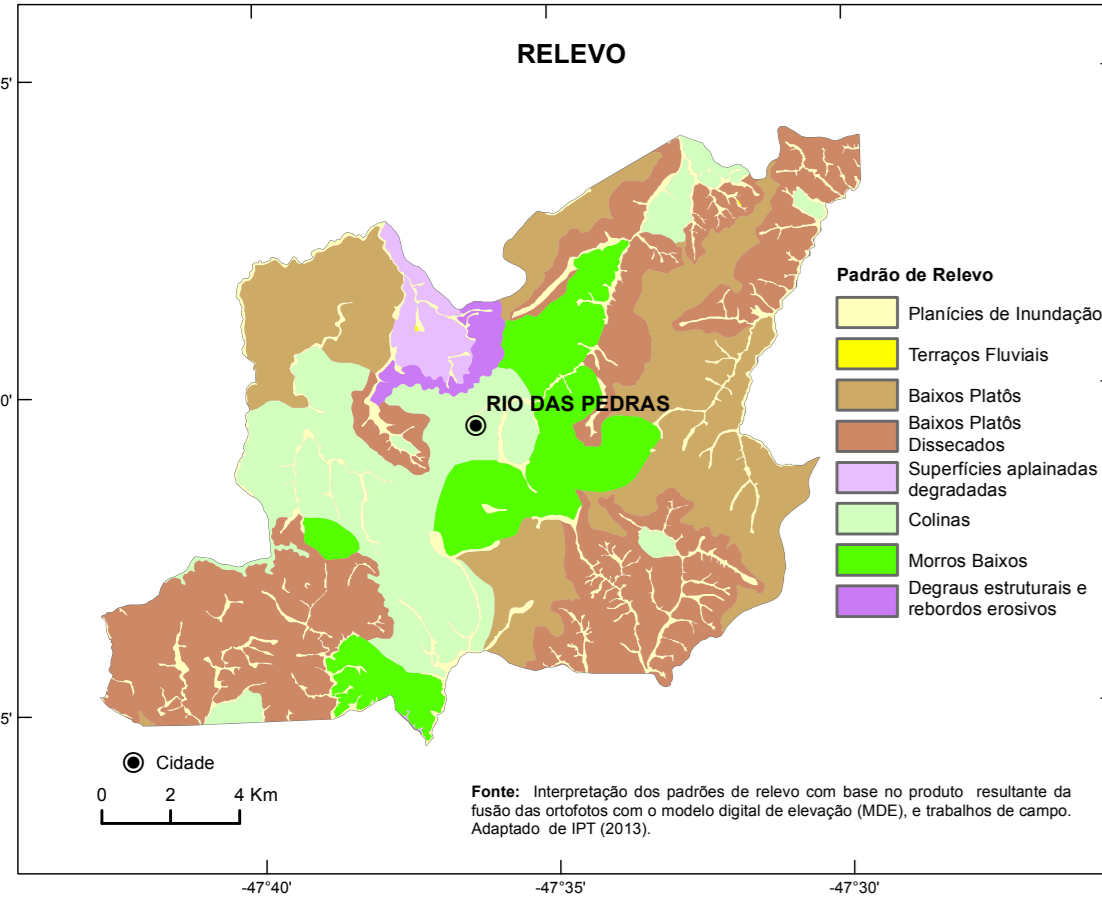 RELEVO
5'
0'
5'
RIO DAS PEDRAS
Padrão de Relevo
Planícies de Inundação
Terraços Fluviais
Baixos Platôs
Baixos Platôs
Dissecados
Superfícies aplainadas
degradadas
Colinas
Morros Baixos
Degraus estruturais e
rebordos erosivos
Cidade
0 2 4 Km
Fonte: Interpretação dos padrões de relevo com base no produto resultante da
fusão das ortofotos com o modelo digital de elevação (MDE), e trabalhos de campo.
Adaptado de IPT (2013).
-47°40' -47°35' -47°30'